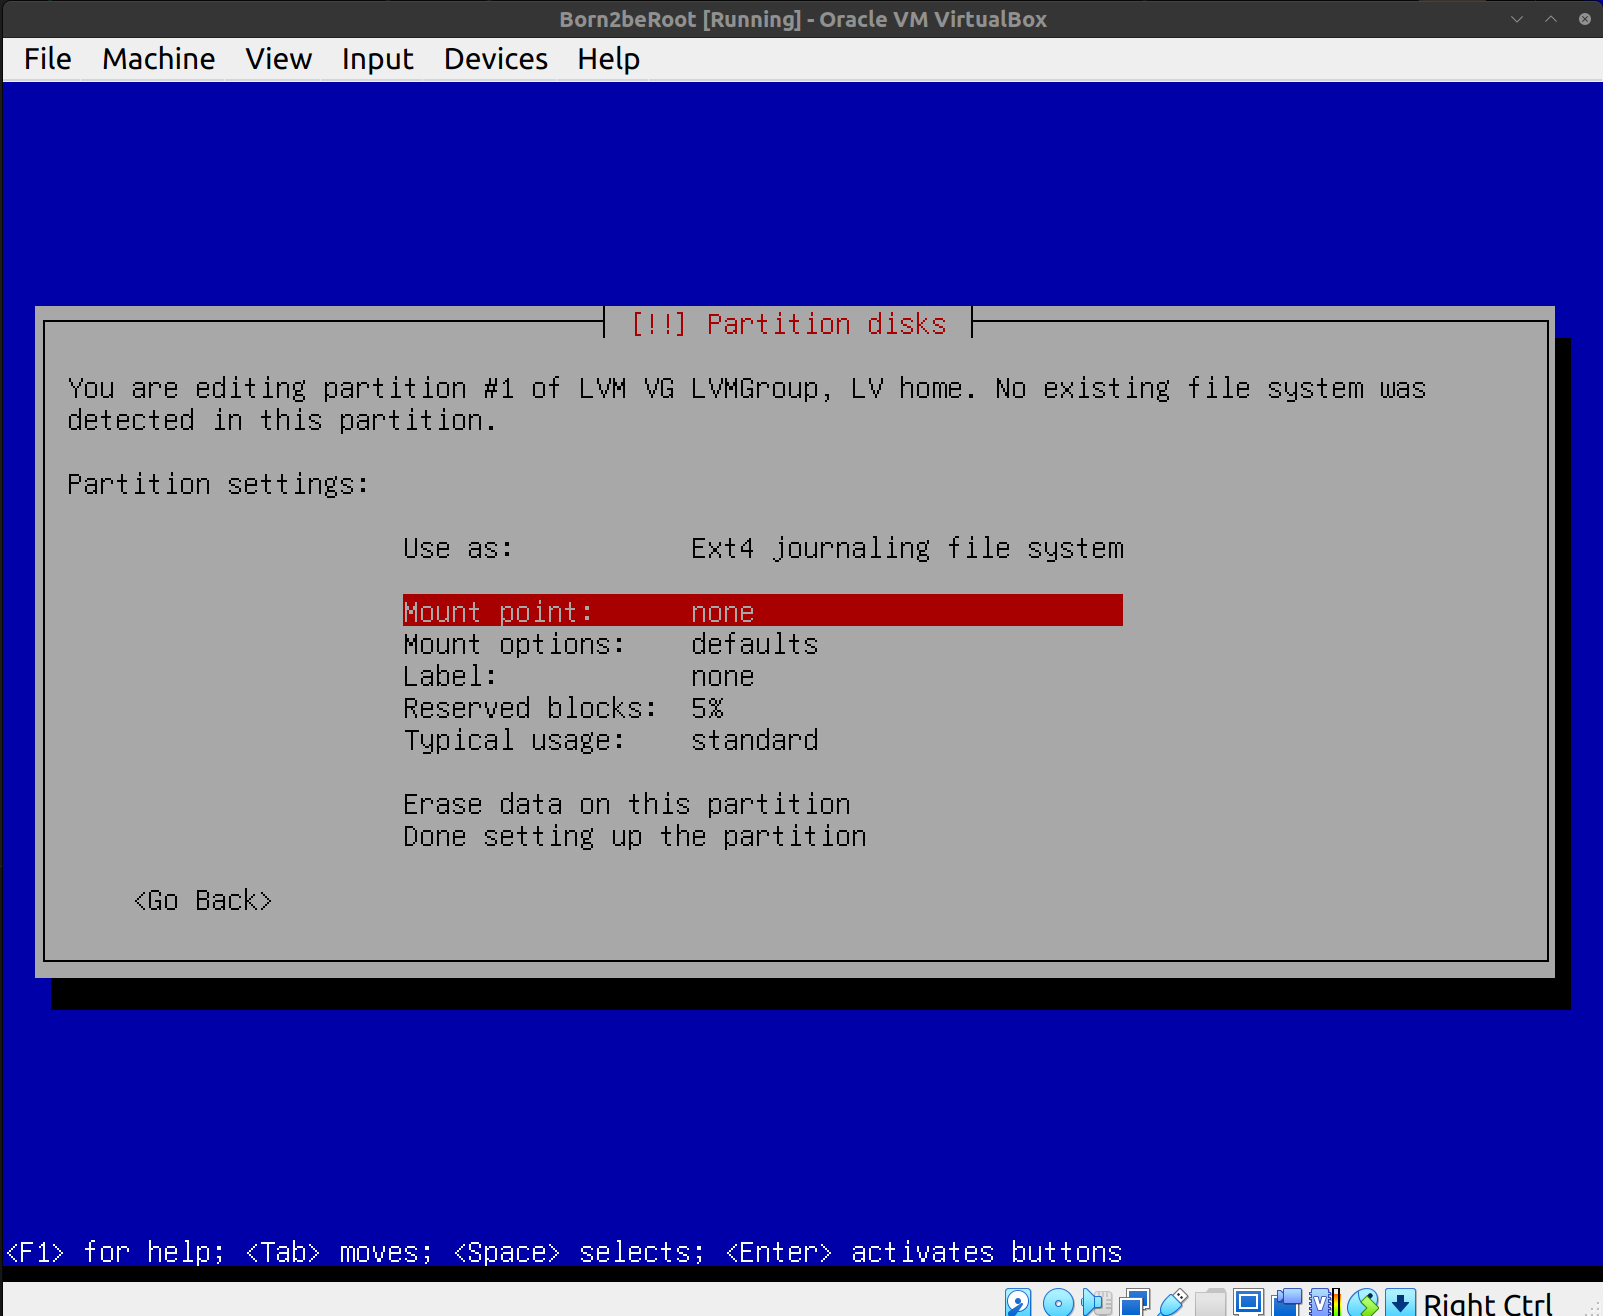 Born2beRoot [Running] - Oracle VM VirtualBox
File Machine View Input Devices Help
[!!] Partition disks
You are editing partition #1 of LVM VG LVMGroup, LV home. No existing file system was
detected in this partition.
Partition settings:
Use as: Ext4 journaling file system
Mount point: none
Mount options: defaults
Label: none
Reserved blocks: 5%
Typical usage: standard
Erase data on this partition
Done setting up the partition
<Go Back>
<F1> for help; <Tab> moves; <Space> selects; <Enter> activates buttons
Right Ctrl